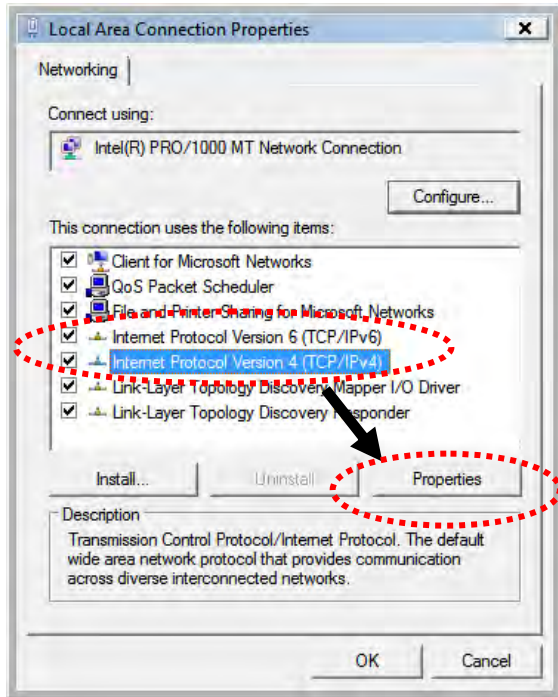 Local Area Connection Properties
Networking
Connect using:
Intel(R) PRO/1000 MT Network Connection
Configure...
This connection uses the following items:
Client for Microsoft Networks
QoS Packet Scheduler
File and Printer Sharing for Microsoft Networks
Internet Protocol Version 6 (TCP/IPv6)
Internet Protocol Version 4 (TCP/IPv4)
Link-Layer Topology Discovery Mapper I/O Driver
Link-Layer Topology Discovery Responder
Install... Uninstall Properties
Description
Transmission Control Protocol/Internet Protocol. The default
wide area network protocol that provides communication
across diverse interconnected networks.
OK Cancel